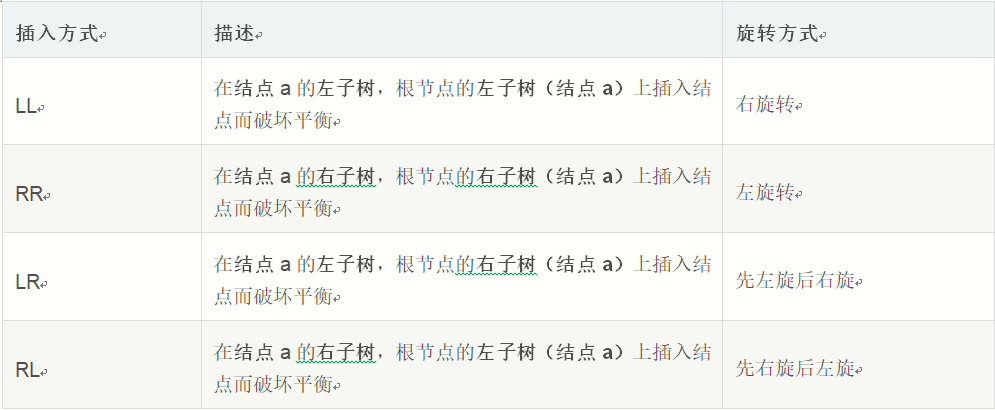 插入方式 描述 旋转方式
LL 在结点 a 的左子树，根节点的左子树（结点 a）上插入结 右旋转
点而破坏平衡
RR 在结点 a 的右子树，根节点的右子树（结点 a）上插入结 左旋转
点而破坏平衡
LR 在结点 a 的左子树，根节点的右子树（结点 a）上插入结 先左旋后右旋
点而破坏平衡
RL 在结点 a 的右子树，根节点的左子树（结点 a）上插入结 先右旋后左旋
点而破坏平衡